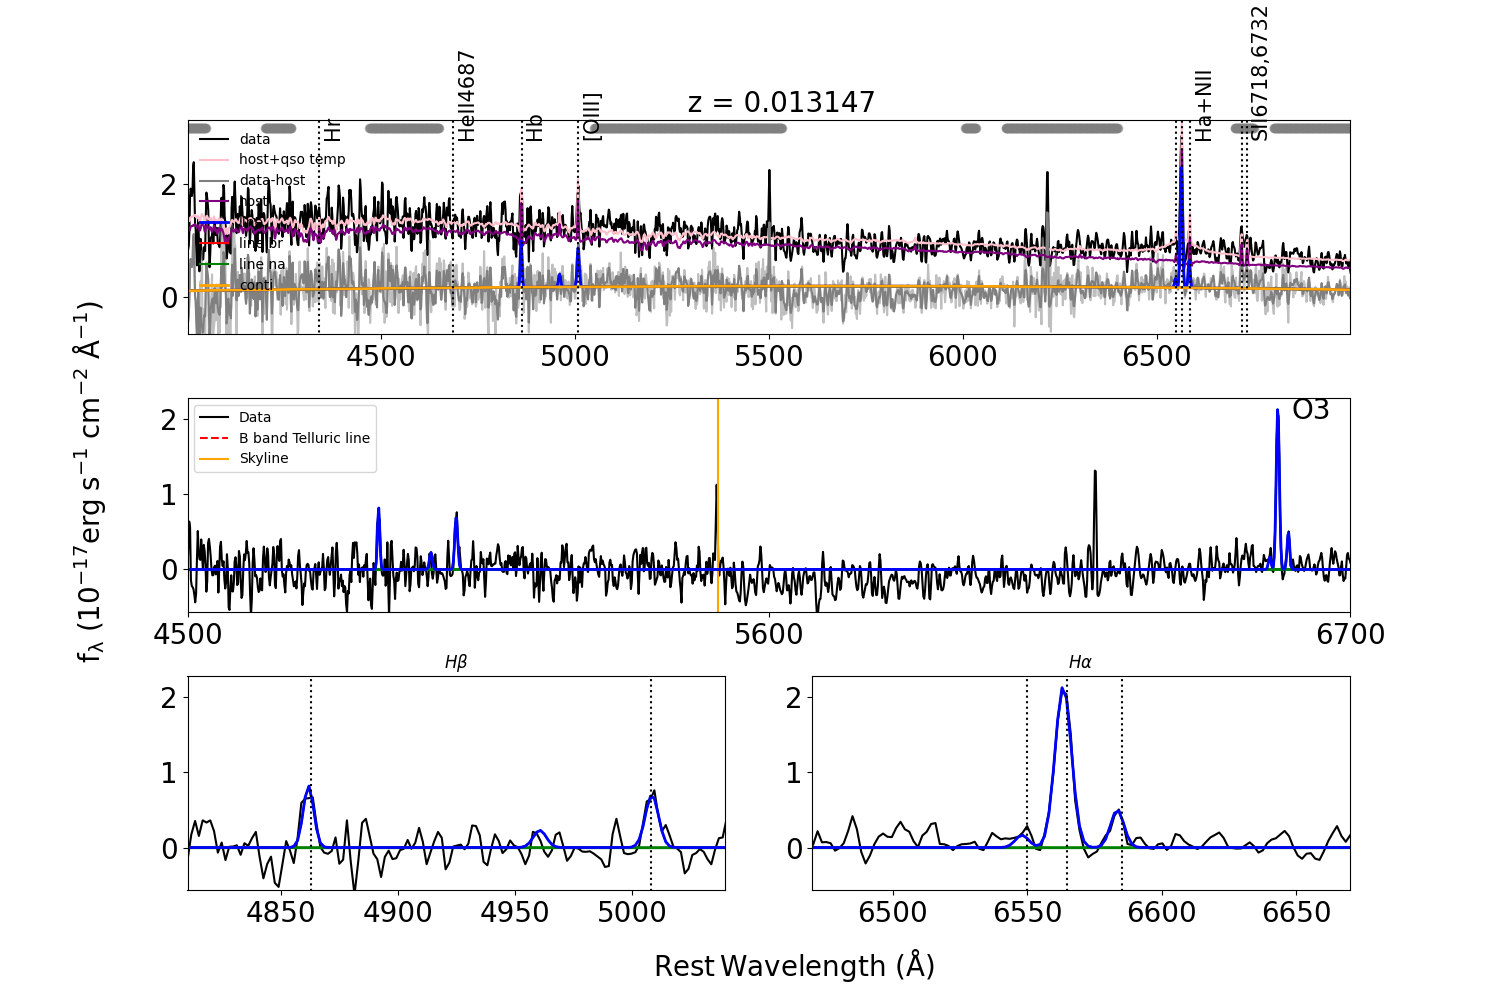 z = 0.013147
Hr
HeII4687
Hb
[OIII]
Ha+NII
SII6718,6732
data
host+qso temp
data-host
host
line br
line na
conti
2
0
4500 5000 5500 6000 6500
Data
B band Telluric line
Skyline
O3
2
1
0
4500 5600 6700
fλ (10⁻¹⁷erg s⁻¹ cm⁻² Å⁻¹)
Hβ
2
1
0
4850 4900 4950 5000
Hα
2
1
0
6500 6550 6600 6650
Rest Wavelength (Å)